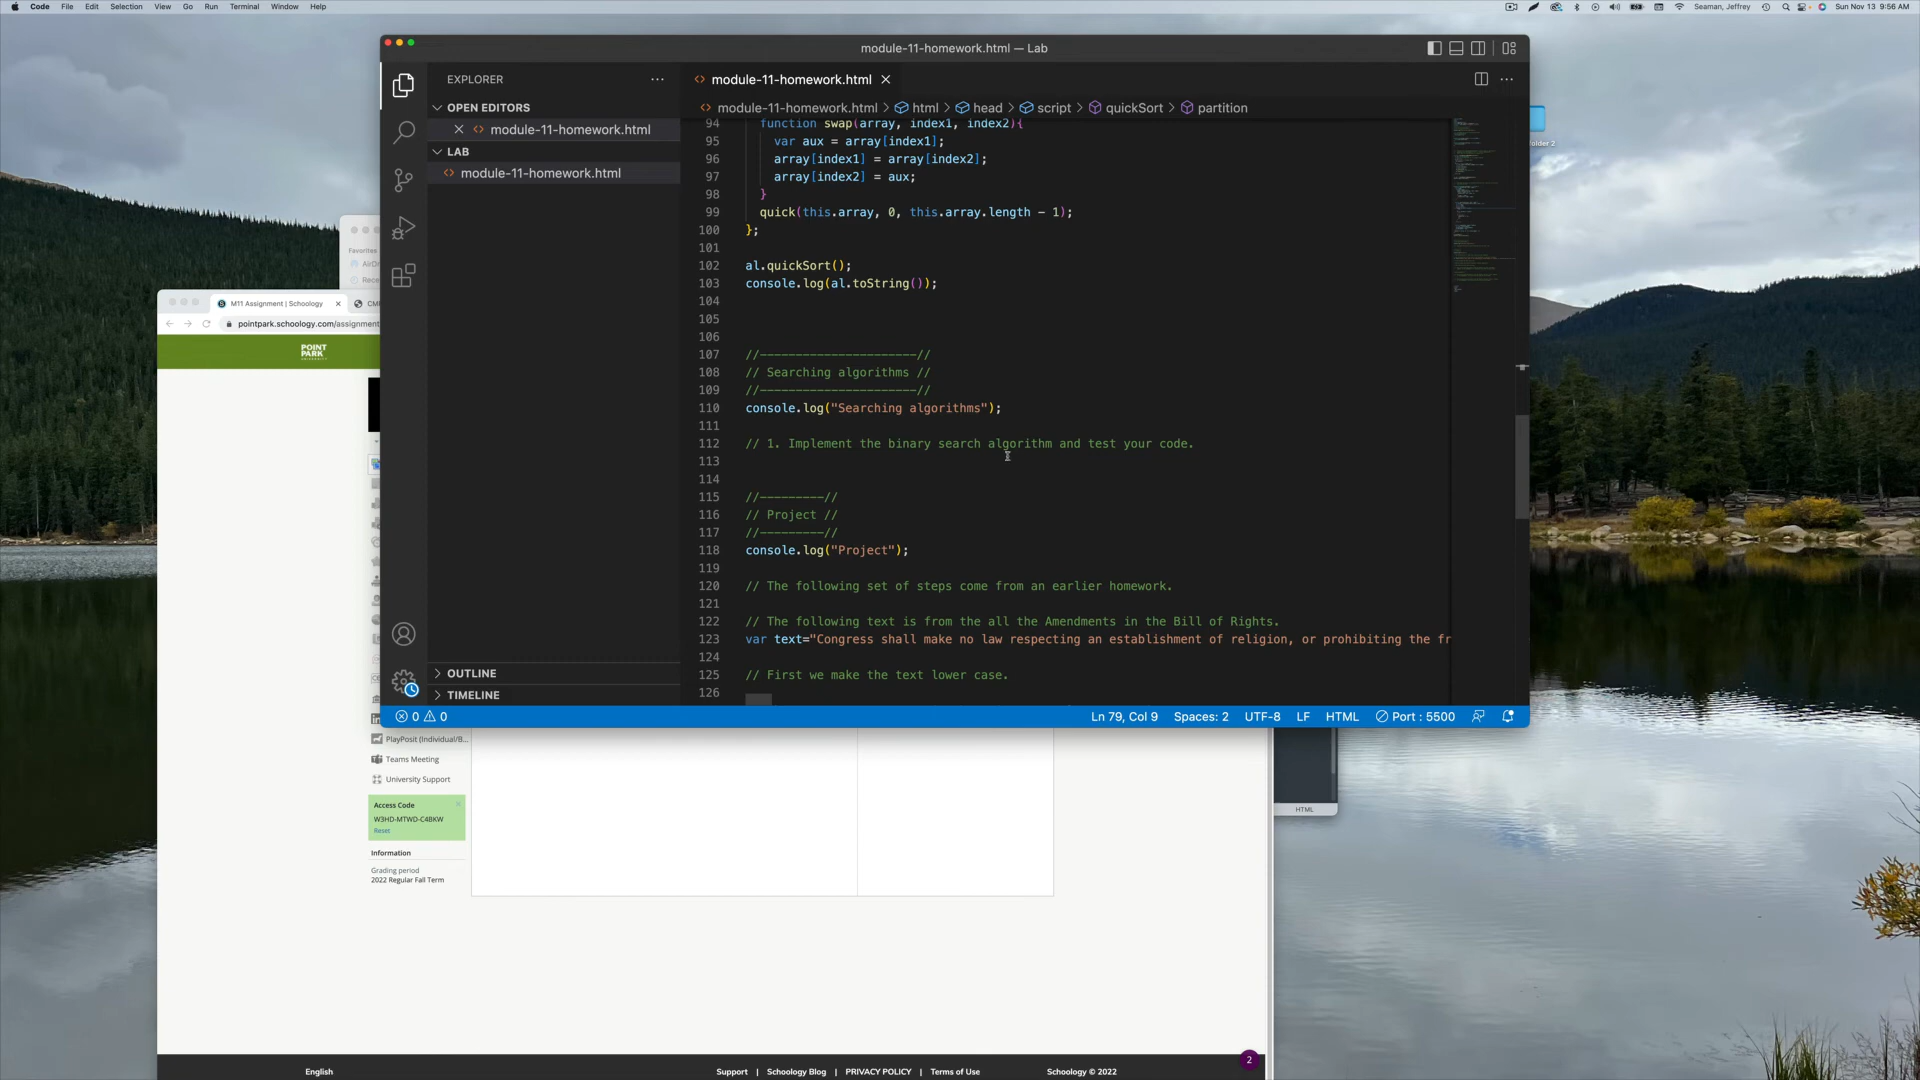 Code File Edit Selection View Go Run Terminal Window Help
Seaman, Jeffrey Sun Nov 13 9:56 AM
module-11-homework.html — Lab
EXPLORER
OPEN EDITORS
module-11-homework.html
LAB
module-11-homework.html
OUTLINE
TIMELINE
module-11-homework.html
module-11-homework.html > html > head > script > quickSort > partition
94 function swap(array, index1, index2){
95 var aux = array[index1];
96 array[index1] = array[index2];
97 array[index2] = aux;
98 }
99 quick(this.array, 0, this.array.length - 1);
100 };
101
102 al.quickSort();
103 console.log(al.toString());
104
105
106
107 //----------------------//
108 // Searching algorithms //
109 //----------------------//
110 console.log("Searching algorithms");
111
112 // 1. Implement the binary search algorithm and test your code.
113
114
115 //---------//
116 // Project //
117 //---------//
118 console.log("Project");
119
120 // The following set of steps come from an earlier homework.
121
122 // The following text is from the all the Amendments in the Bill of Rights.
123 var text="Congress shall make no law respecting an establishment of religion, or prohibiting the fr
124
125 // First we make the text lower case.
126
0 0
Ln 79, Col 9 Spaces: 2 UTF-8 LF HTML Port : 5500
folder 2
Favorites
AirD
Rece
M11 Assignment | Schoology
pointpark.schoology.com/assignment
POINT
PARK
PlayPosit (Individual/B...
Teams Meeting
University Support
Access Code
W3HD-MTWD-C4BKW
Reset
Information
Grading period
2022 Regular Fall Term
HTML
2
English
Support | Schoology Blog | PRIVACY POLICY | Terms of Use
Schoology © 2022